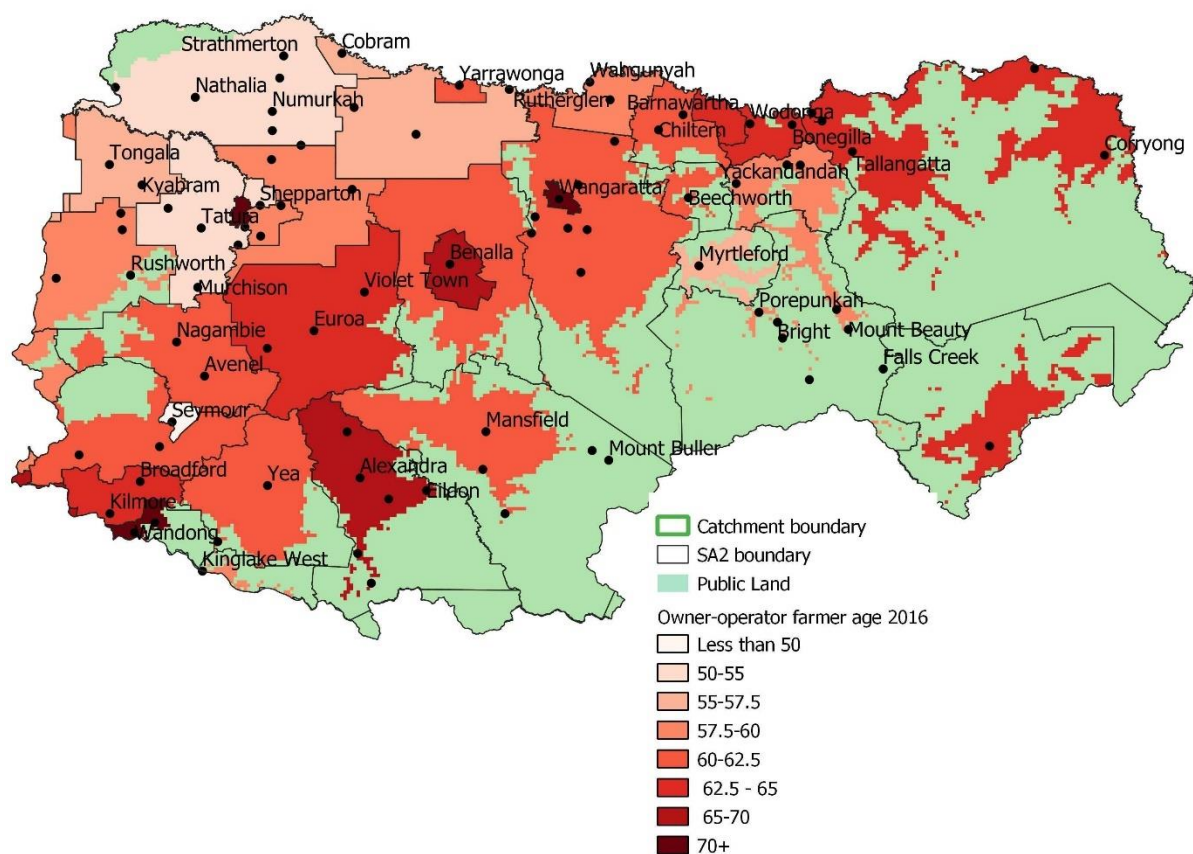 Strathmerton
Cobram
Nathalia
Yarrawonga
Wahgunyah
Numurkah
Rutherglen
Barnawartha
Wodonga
Chiltern
Bonegilla
Tongala
Tallangatta
Corryong
Kyabram
Shepparton
Wangaratta
Yackandandah
Beechworth
Tatura
Benalla
Myrtleford
Rushworth
Murchison
Violet Town
Porepunkah
Nagambie
Euroa
Bright
Mount Beauty
Avenel
Falls Creek
Seymour
Mansfield
Mount Buller
Broadford
Yea
Alexandra
Eildon
Kilmore
Wandong
Kinglake West
Catchment boundary
SA2 boundary
Public Land
Owner-operator farmer age 2016
Less than 50
50-55
55-57.5
57.5-60
60-62.5
62.5 - 65
65-70
70+